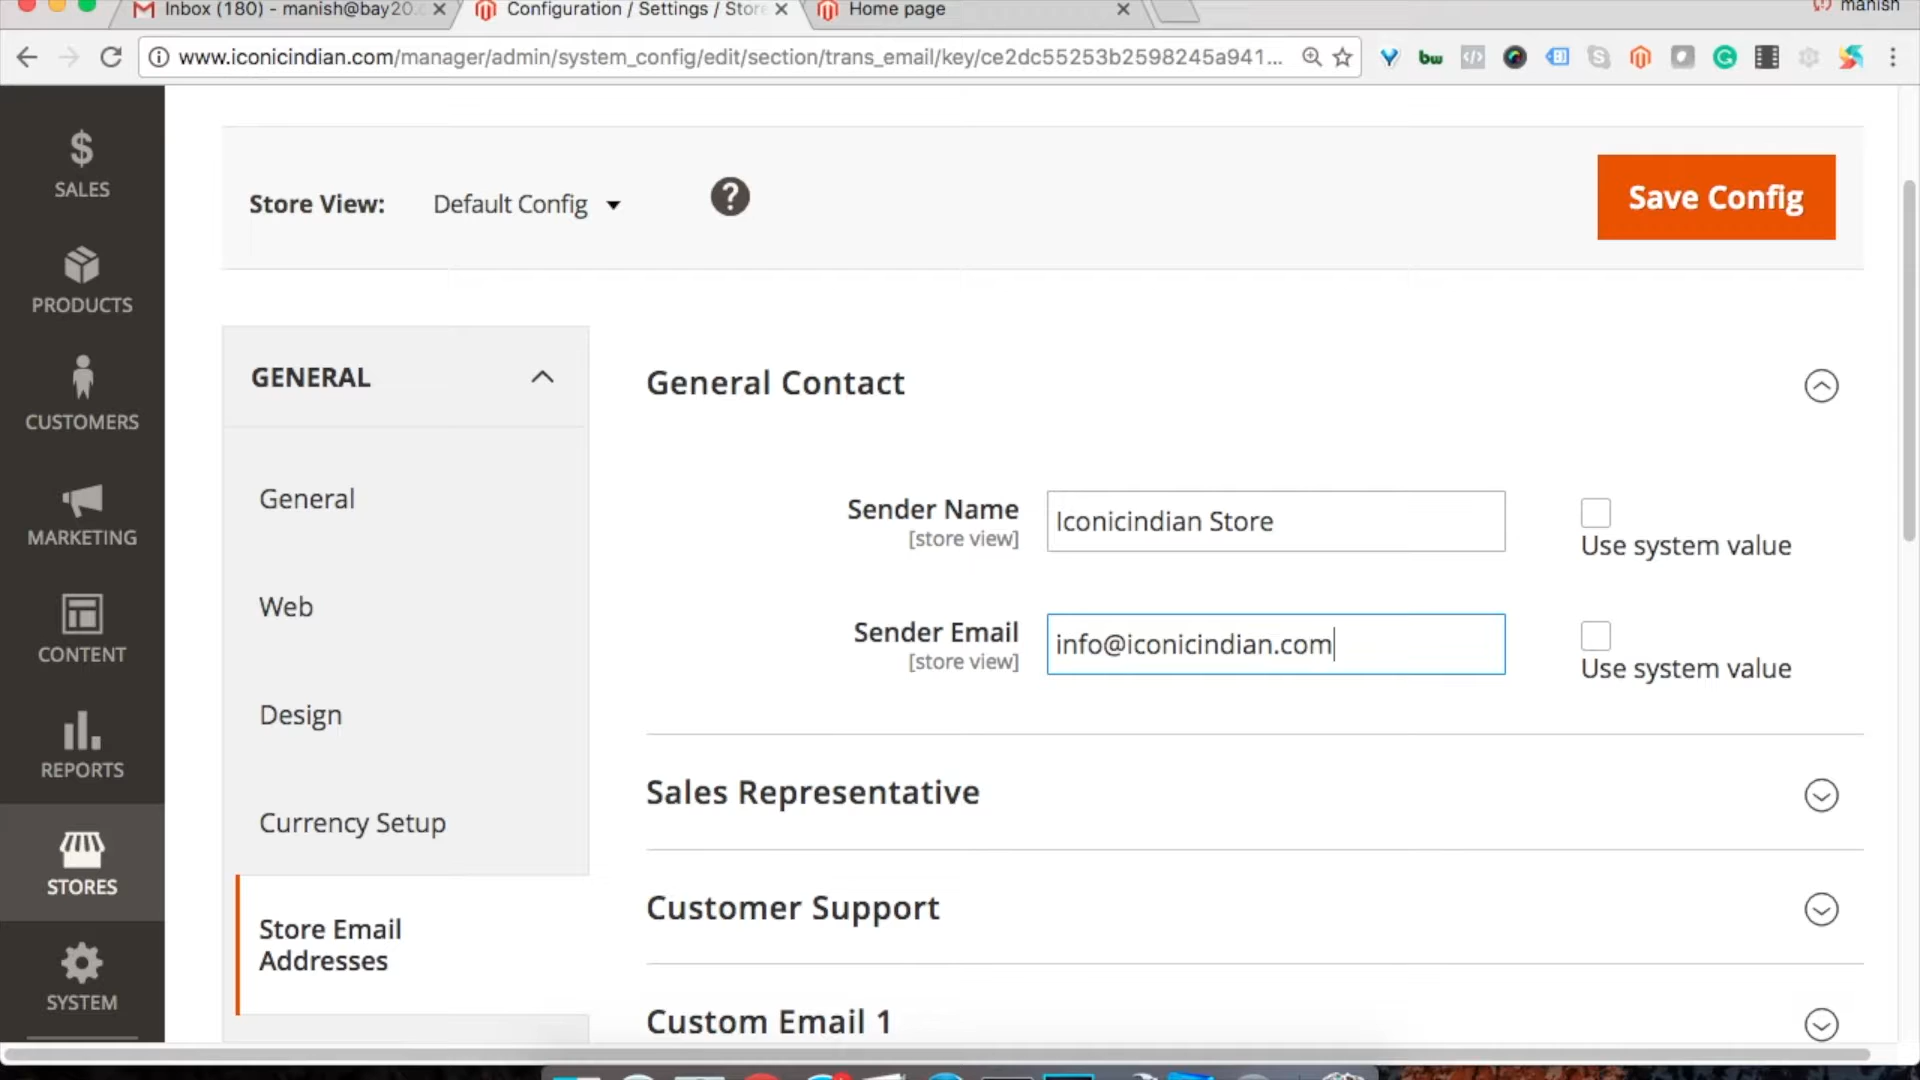 Inbox (180) - manish@bay20.
Configuration / Settings / Store
Home page
manish
www.iconicindian.com/manager/admin/system_config/edit/section/trans_email/key/ce2dc55253b2598245a941...
bw
SALES
PRODUCTS
CUSTOMERS
MARKETING
CONTENT
REPORTS
STORES
SYSTEM
Store View:
Default Config
?
Save Config
GENERAL
General
Web
Design
Currency Setup
Store Email
Addresses
General Contact
Sender Name
[store view]
Iconicindian Store
Use system value
Sender Email
[store view]
info@iconicindian.com
Use system value
Sales Representative
Customer Support
Custom Email 1